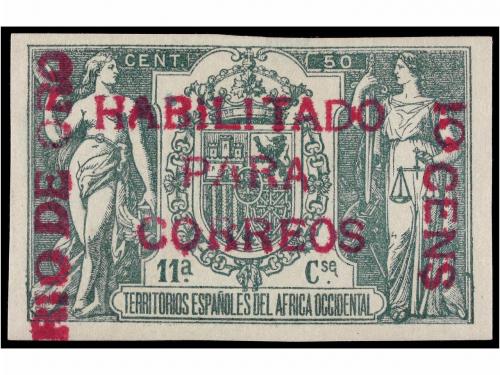 CENT. 50
RIO DE ORO
HABILITADO
PARA
CORREOS
10 CENS
11ª Cse.
TERRITORIOS ESPAÑOLES DEL AFRICA OCCIDENTAL